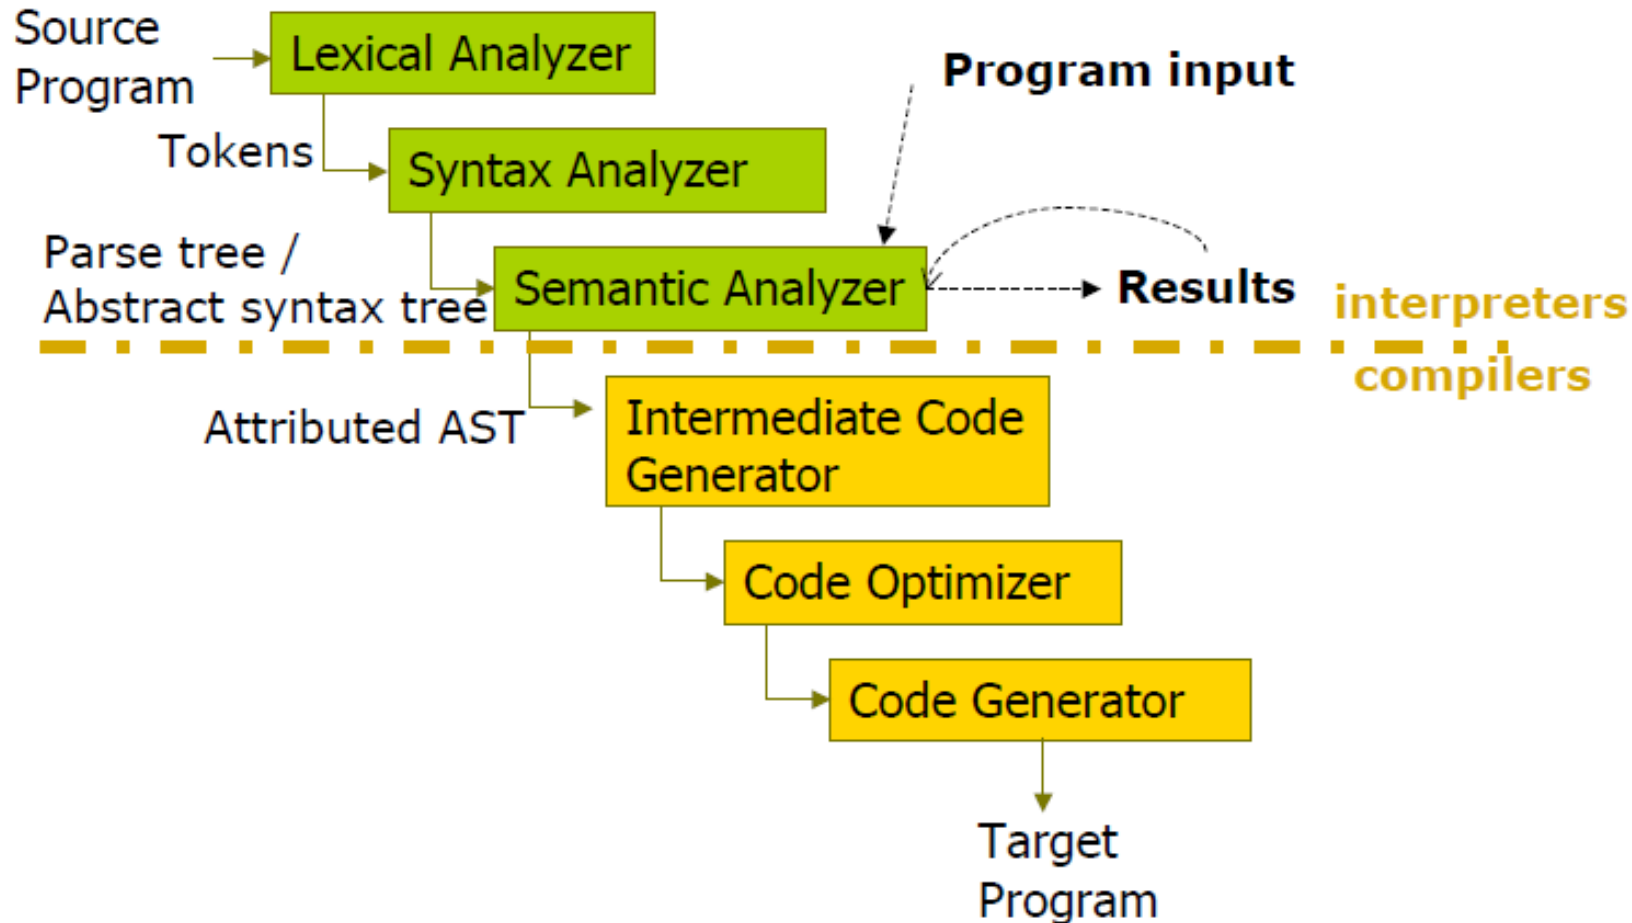 Source
Program
Lexical Analyzer
Program input
Tokens
Syntax Analyzer
Parse tree /
Abstract syntax tree
Semantic Analyzer
Results
interpreters
compilers
Attributed AST
Intermediate Code
Generator
Code Optimizer
Code Generator
Target
Program